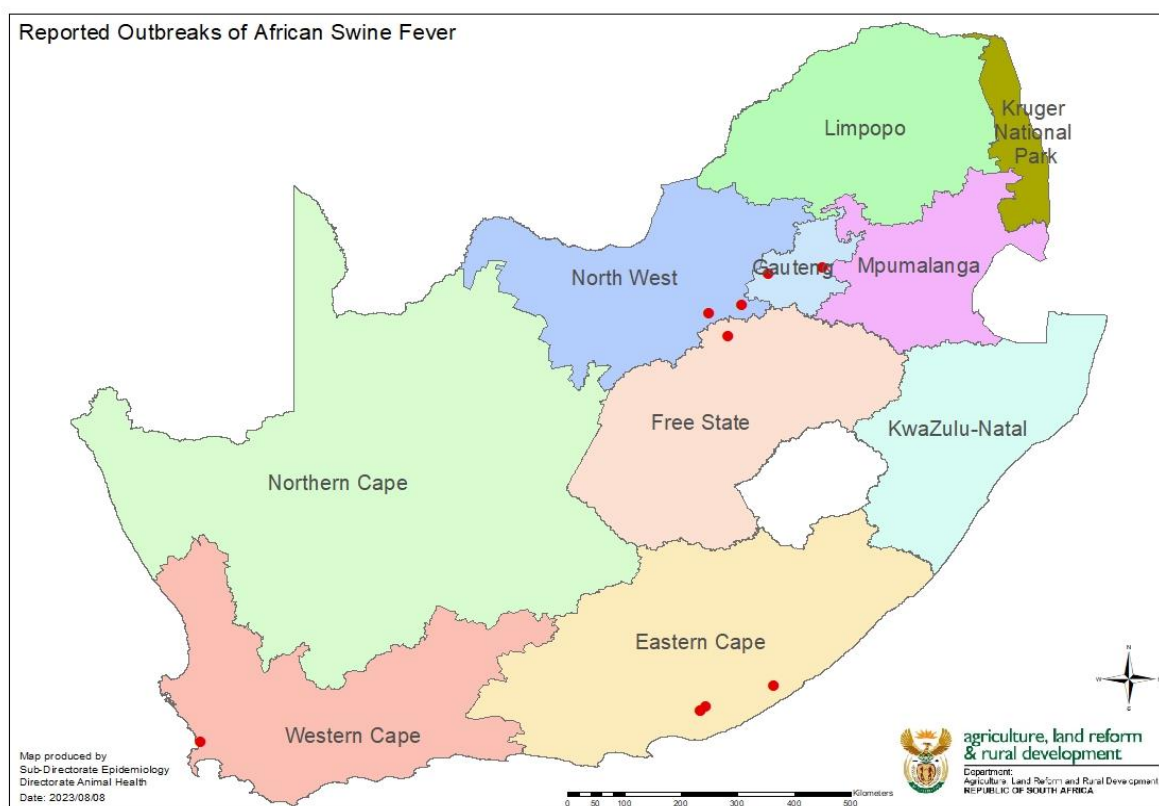 Reported Outbreaks of African Swine Fever
Limpopo
Kruger
National
Park
North West
Gauteng
Mpumalanga
Free State
KwaZulu-Natal
Northern Cape
Eastern Cape
Western Cape
N
W
S
Map produced by
Sub-Directorate Epidemiology
Directorate Animal Health
Date: 2023/08/08
Kilometers
0 50 100 200 300 400 500
agriculture, land reform
& rural development
Department:
Agriculture, Land Reform and Rural Development
REPUBLIC OF SOUTH AFRICA